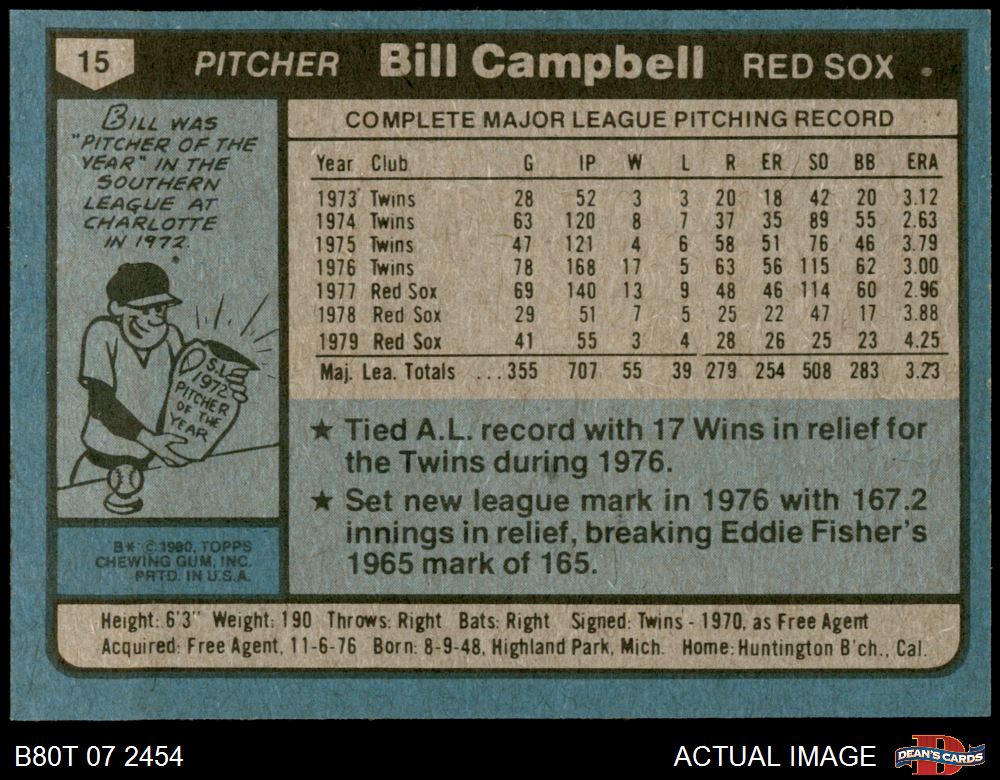 15 PITCHER Bill Campbell RED SOX
BILL WAS
"PITCHER OF THE
YEAR" IN THE
SOUTHERN
LEAGUE AT
CHARLOTTE
IN 1972.
S.L.
1972
PITCHER
OF THE
YEAR
B* © 1980, TOPPS
CHEWING GUM, INC.
PRTD. IN U.S.A.
COMPLETE MAJOR LEAGUE PITCHING RECORD
Year Club G IP W L R ER SO BB ERA
1973 Twins 28 52 3 3 20 18 42 20 3.12
1974 Twins 63 120 8 7 37 35 89 55 2.63
1975 Twins 47 121 4 6 58 51 76 46 3.79
1976 Twins 78 168 17 5 63 56 115 62 3.00
1977 Red Sox 69 140 13 9 48 46 114 60 2.96
1978 Red Sox 29 51 7 5 25 22 47 17 3.88
1979 Red Sox 41 55 3 4 28 26 25 23 4.25
Maj. Lea. Totals ...355 707 55 39 279 254 508 283 3.23
★ Tied A.L. record with 17 Wins in relief for
the Twins during 1976.
★ Set new league mark in 1976 with 167.2
innings in relief, breaking Eddie Fisher's
1965 mark of 165.
Height: 6'3" Weight: 190 Throws: Right Bats: Right Signed: Twins - 1970, as Free Agent
Acquired: Free Agent, 11-6-76 Born: 8-9-48, Highland Park, Mich. Home: Huntington B'ch., Cal.
B80T 07 2454 ACTUAL IMAGE DEAN'S CARDS